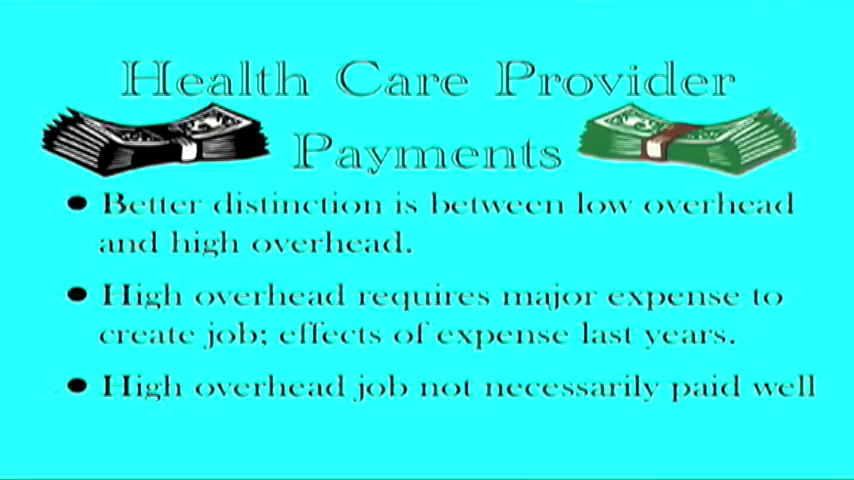 Health Care Provider
Payments
● Better distinction is between low overhead
and high overhead.
● High overhead requires major expense to
create job; effects of expense last years.
● High overhead job not necessarily paid well